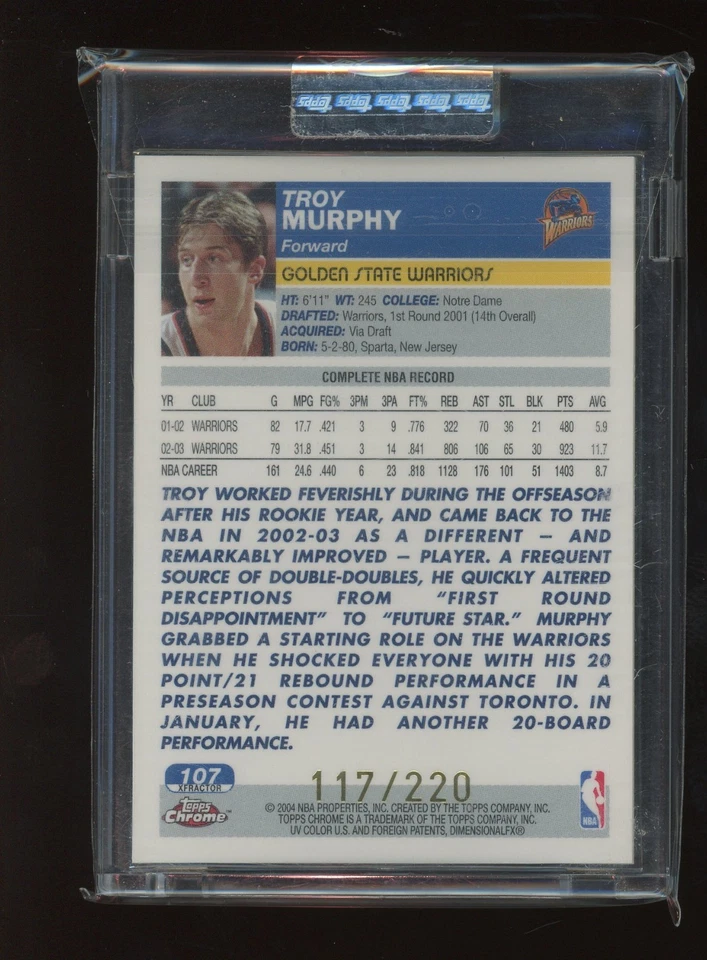 Topps Topps Topps Topps Topps
TROY
MURPHY
Forward
WARRIORS
GOLDEN STATE WARRIORS
HT: 6'11" WT: 245 COLLEGE: Notre Dame
DRAFTED: Warriors, 1st Round 2001 (14th Overall)
ACQUIRED: Via Draft
BORN: 5-2-80, Sparta, New Jersey
COMPLETE NBA RECORD
YR CLUB G MPG FG% 3PM 3PA FT% REB AST STL BLK PTS AVG
01-02 WARRIORS 82 17.7 .421 3 9 .776 322 70 36 21 480 5.9
02-03 WARRIORS 79 31.8 .451 3 14 .841 806 106 65 30 923 11.7
NBA CAREER 161 24.6 .440 6 23 .818 1128 176 101 51 1403 8.7
TROY WORKED FEVERISHLY DURING THE OFFSEASON
AFTER HIS ROOKIE YEAR, AND CAME BACK TO THE
NBA IN 2002-03 AS A DIFFERENT – AND
REMARKABLY IMPROVED – PLAYER. A FREQUENT
SOURCE OF DOUBLE-DOUBLES, HE QUICKLY ALTERED
PERCEPTIONS FROM "FIRST ROUND
DISAPPOINTMENT" TO "FUTURE STAR." MURPHY
GRABBED A STARTING ROLE ON THE WARRIORS
WHEN HE SHOCKED EVERYONE WITH HIS 20
POINT/21 REBOUND PERFORMANCE IN A
PRESEASON CONTEST AGAINST TORONTO. IN
JANUARY, HE HAD ANOTHER 20-BOARD
PERFORMANCE.
107
XFRACTOR
117/220
Topps
Chrome™
© 2004 NBA PROPERTIES, INC. CREATED BY THE TOPPS COMPANY, INC.
TOPPS CHROME IS A TRADEMARK OF THE TOPPS COMPANY, INC.
UV COLOR U.S. AND FOREIGN PATENTS, DIMENSIONALFX®
NBA